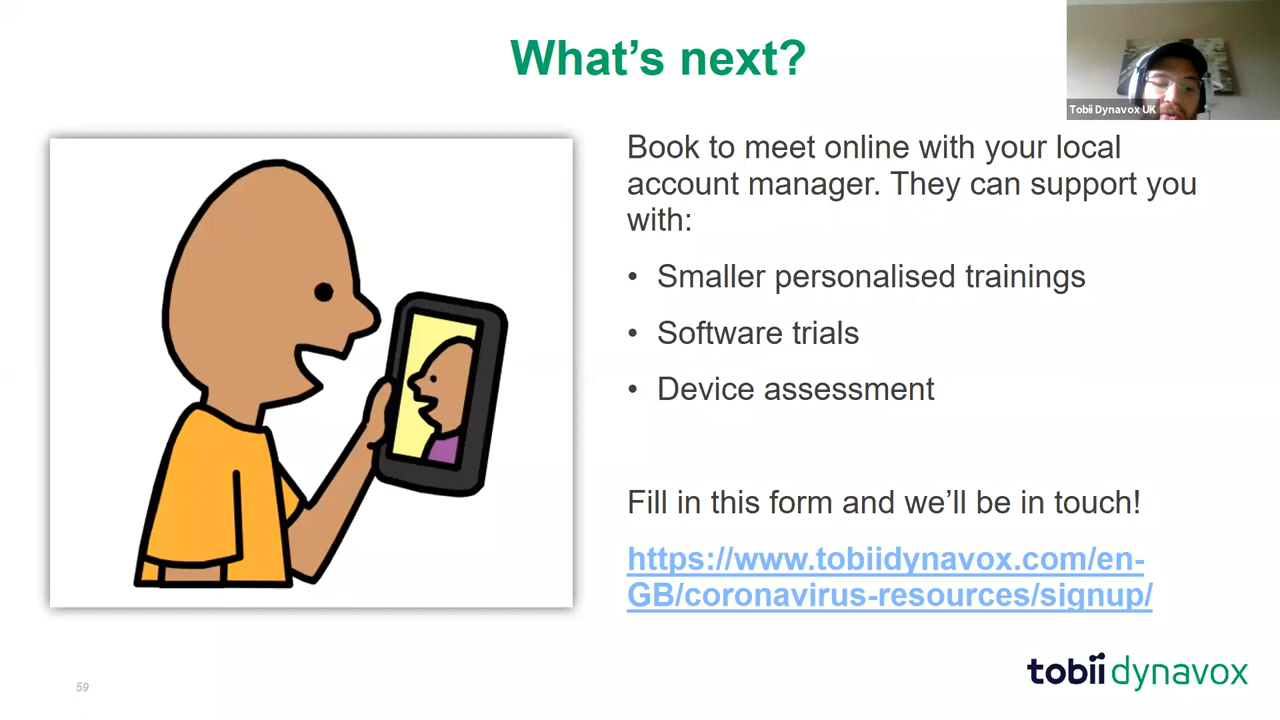 What’s next?
Tobii Dynavox UK
Book to meet online with your local
account manager. They can support you
with:
• Smaller personalised trainings
• Software trials
• Device assessment
Fill in this form and we’ll be in touch!
https://www.tobiidynavox.com/en-
GB/coronavirus-resources/signup/
59
tobii dynavox